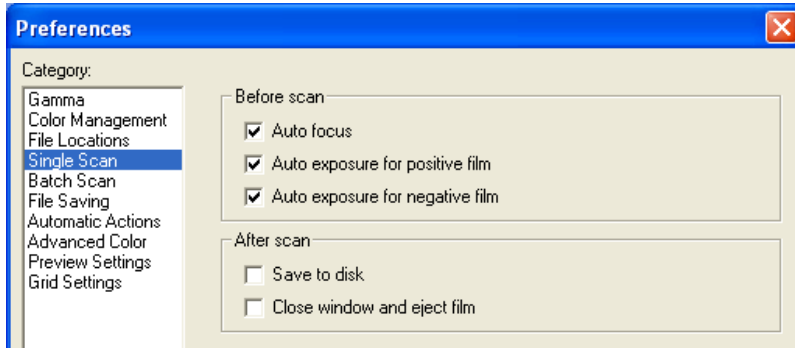 Preferences
Category:
Gamma
Color Management
File Locations
Single Scan
Batch Scan
File Saving
Automatic Actions
Advanced Color
Preview Settings
Grid Settings
Before scan
Auto focus
Auto exposure for positive film
Auto exposure for negative film
After scan
Save to disk
Close window and eject film